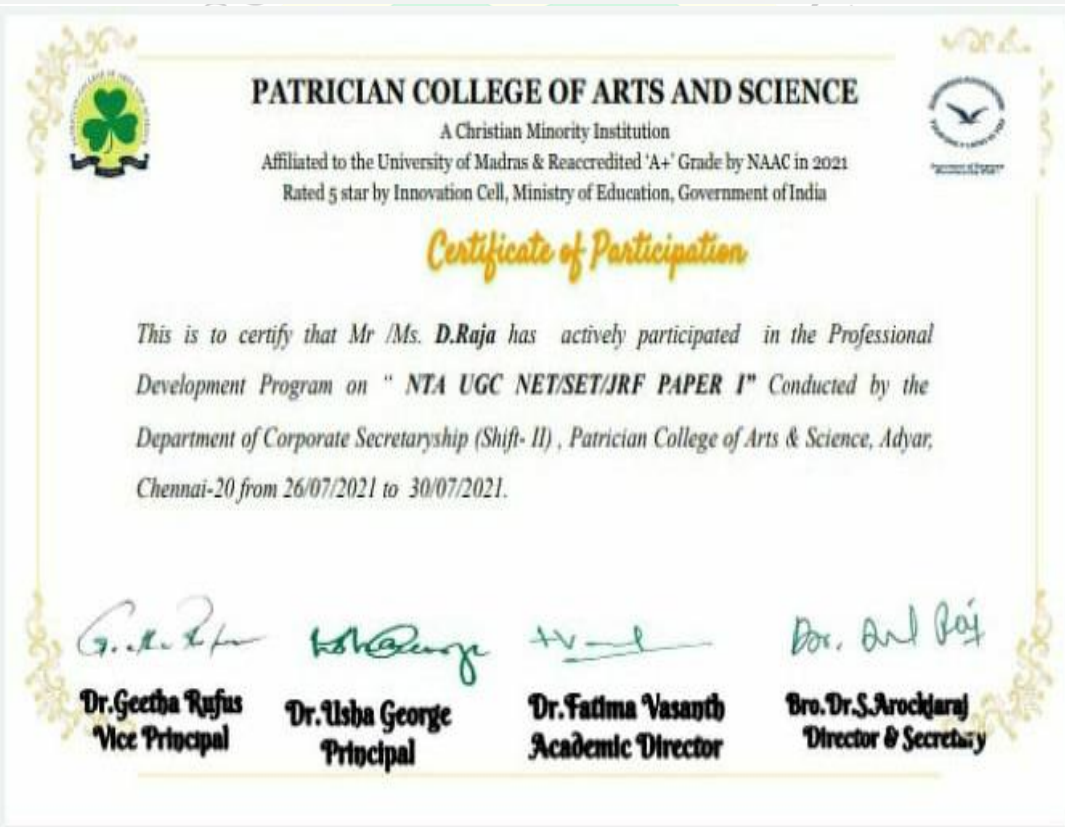 PATRICIAN COLLEGE OF ARTS AND SCIENCE
A Christian Minority Institution
Affiliated to the University of Madras & Reaccredited 'A+' Grade by NAAC in 2021
Rated 5 star by Innovation Cell, Ministry of Education, Government of India
Certificate of Participation
This is to certify that Mr /Ms. D.Raja has actively participated in the Professional
Development Program on “ NTA UGC NET/SET/JRF PAPER I” Conducted by the
Department of Corporate Secretaryship (Shift- II) , Patrician College of Arts & Science, Adyar,
Chennai-20 from 26/07/2021 to 30/07/2021.
Dr.Geetha Rufus
Vice Principal
Dr.Usha George
Principal
Dr.Fatima Vasanth
Academic Director
Bro.Dr.S.Arockiaraj
Director & Secretary